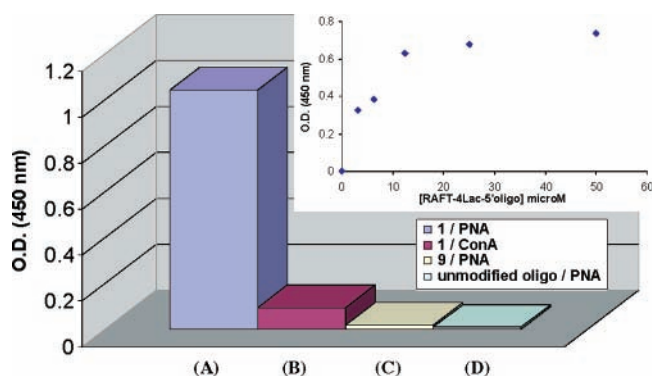 O.D. (450 nm)
1.2
1
0.8
0.6
0.4
0.2
0
(A) (B) (C) (D)
O.D. (450 nm)
0.8
0.6
0.4
0.2
0
0 10 20 30 40 50 60
[RAFT-4Lac-5'oligo] microM
1 / PNA
1 / ConA
9 / PNA
unmodified oligo / PNA